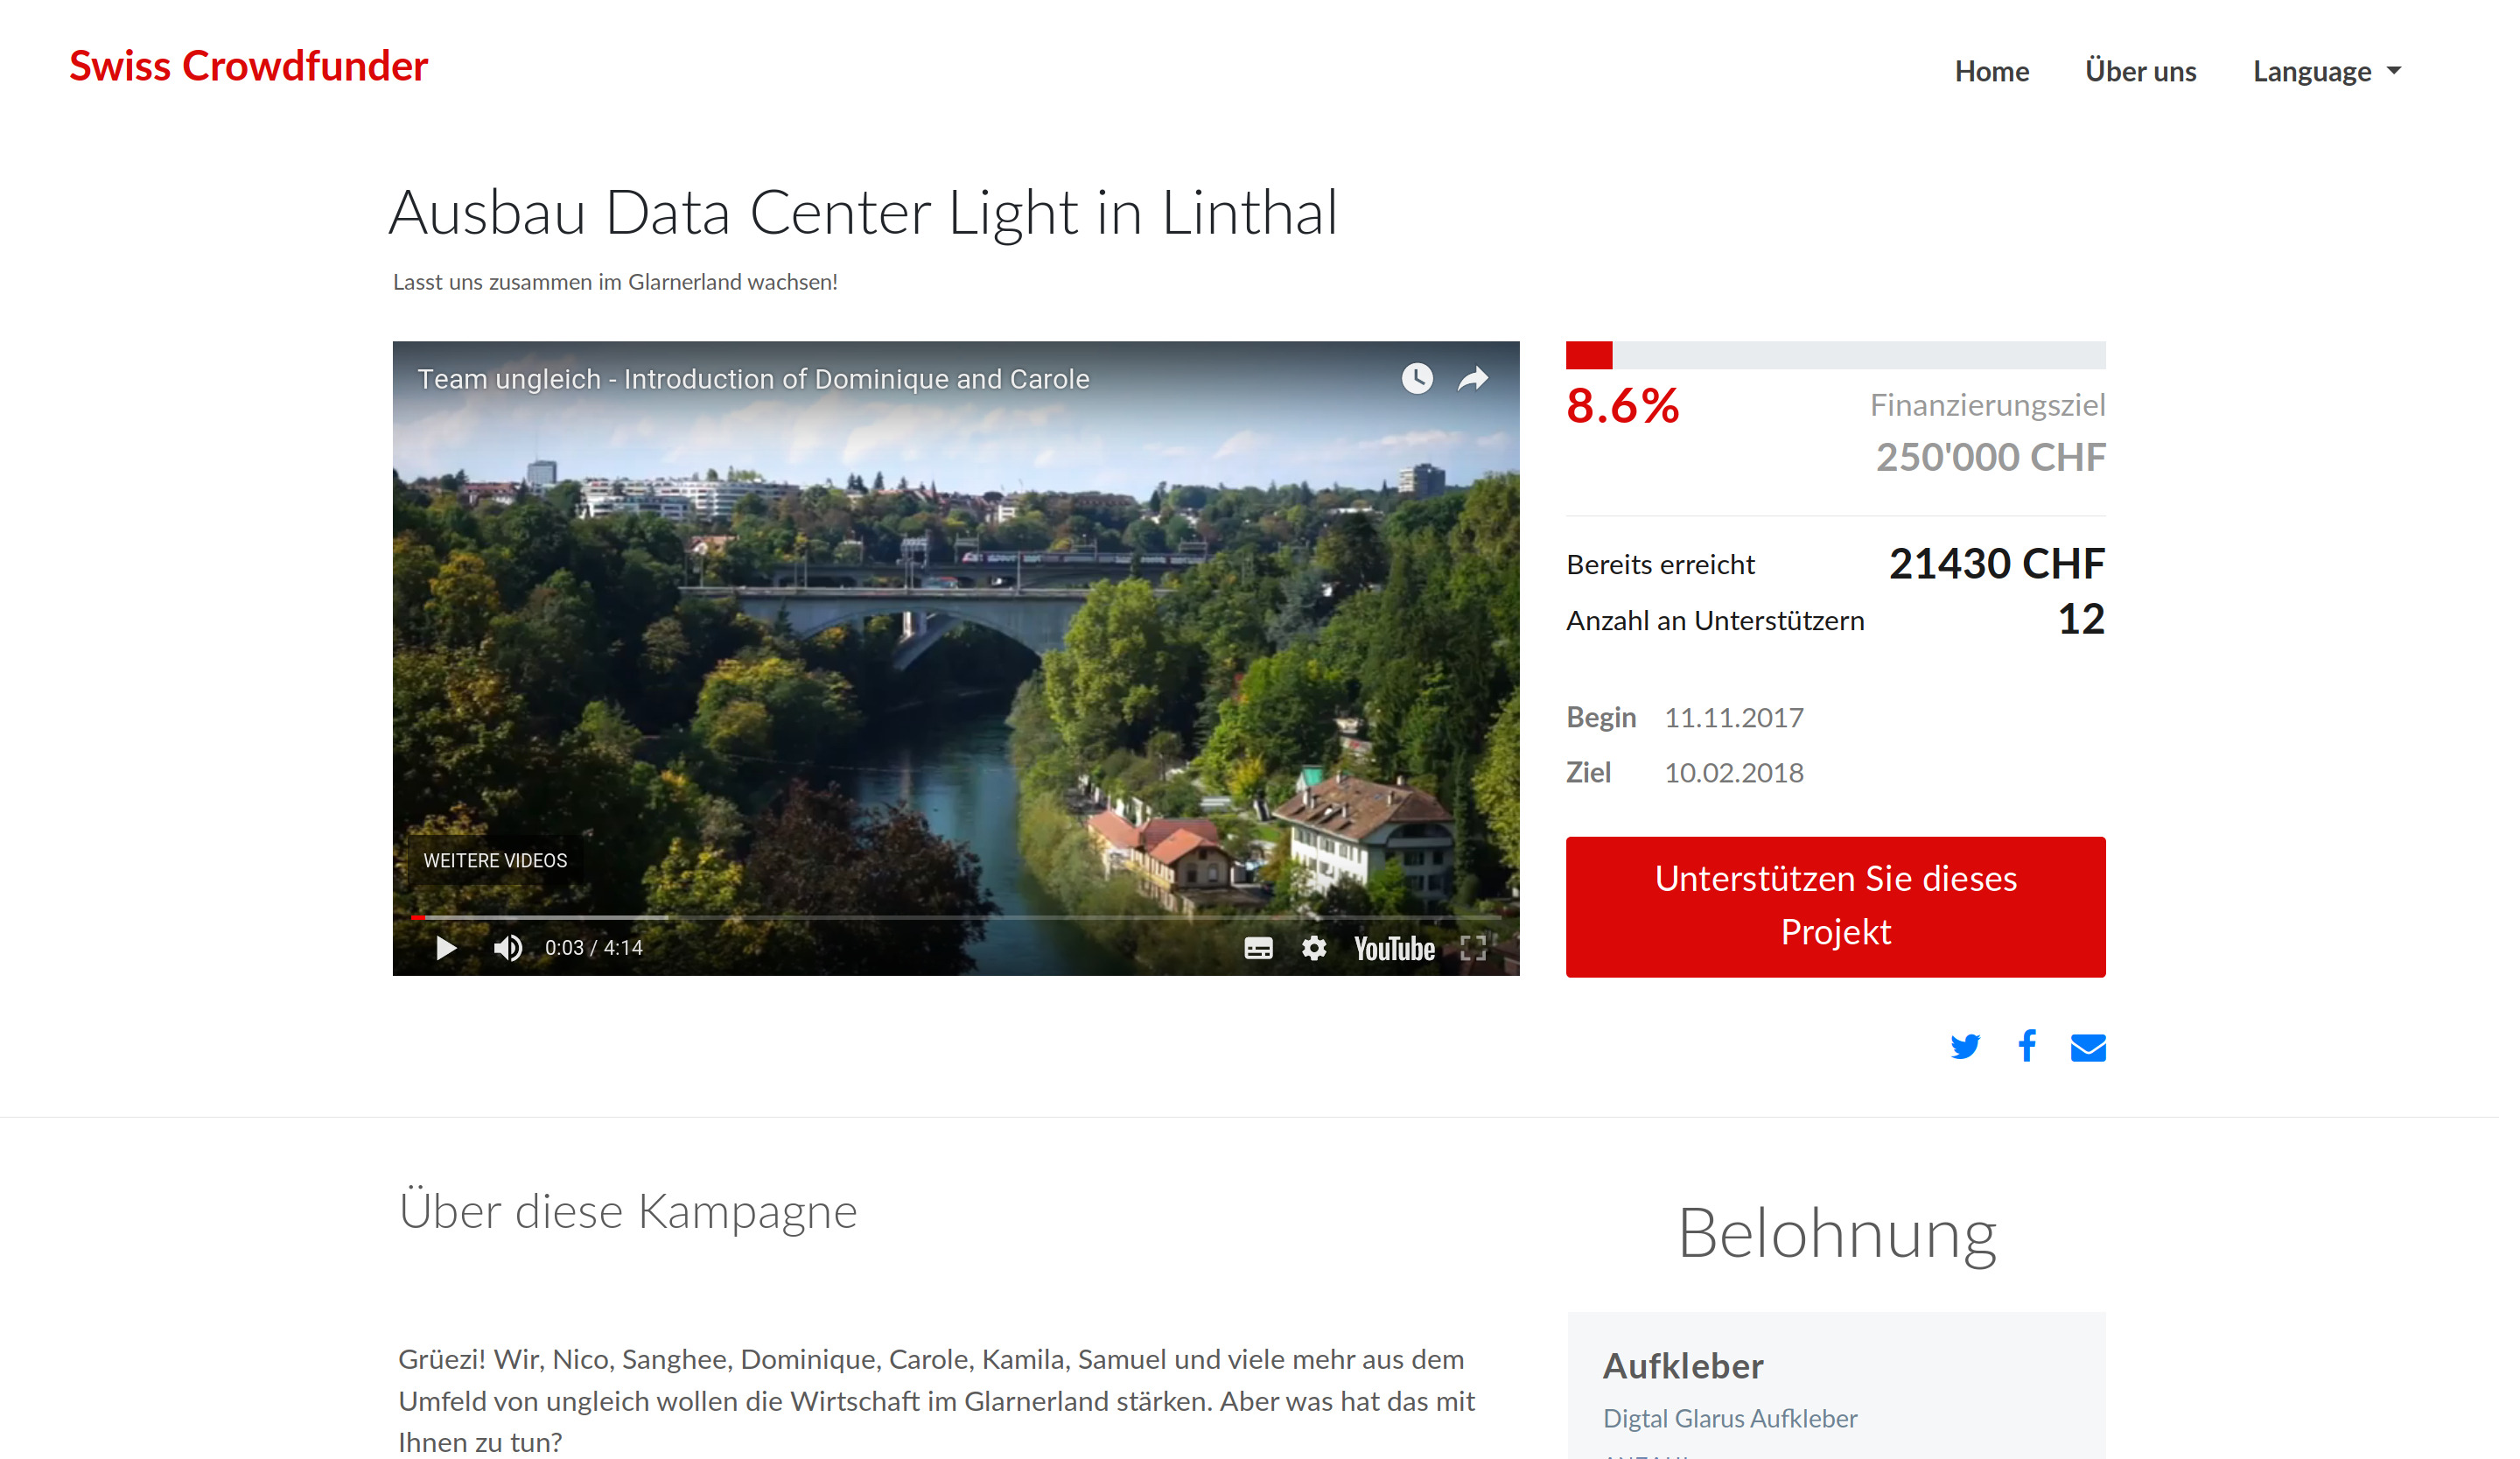 Swiss Crowdfunder
Home
Über uns
Language
Ausbau Data Center Light in Linthal
Lasst uns zusammen im Glarnerland wachsen!
Team ungleich - Introduction of Dominique and Carole
WEITERE VIDEOS
0:03 / 4:14
YouTube
8.6%
Finanzierungsziel
250'000 CHF
Bereits erreicht 21430 CHF
Anzahl an Unterstützern 12
Begin 11.11.2017
Ziel 10.02.2018
Unterstützen Sie dieses
Projekt
Über diese Kampagne
Grüezi! Wir, Nico, Sanghee, Dominique, Carole, Kamila, Samuel und viele mehr aus dem
Umfeld von ungleich wollen die Wirtschaft im Glarnerland stärken. Aber was hat das mit
Ihnen zu tun?
Belohnung
Aufkleber
Digtal Glarus Aufkleber